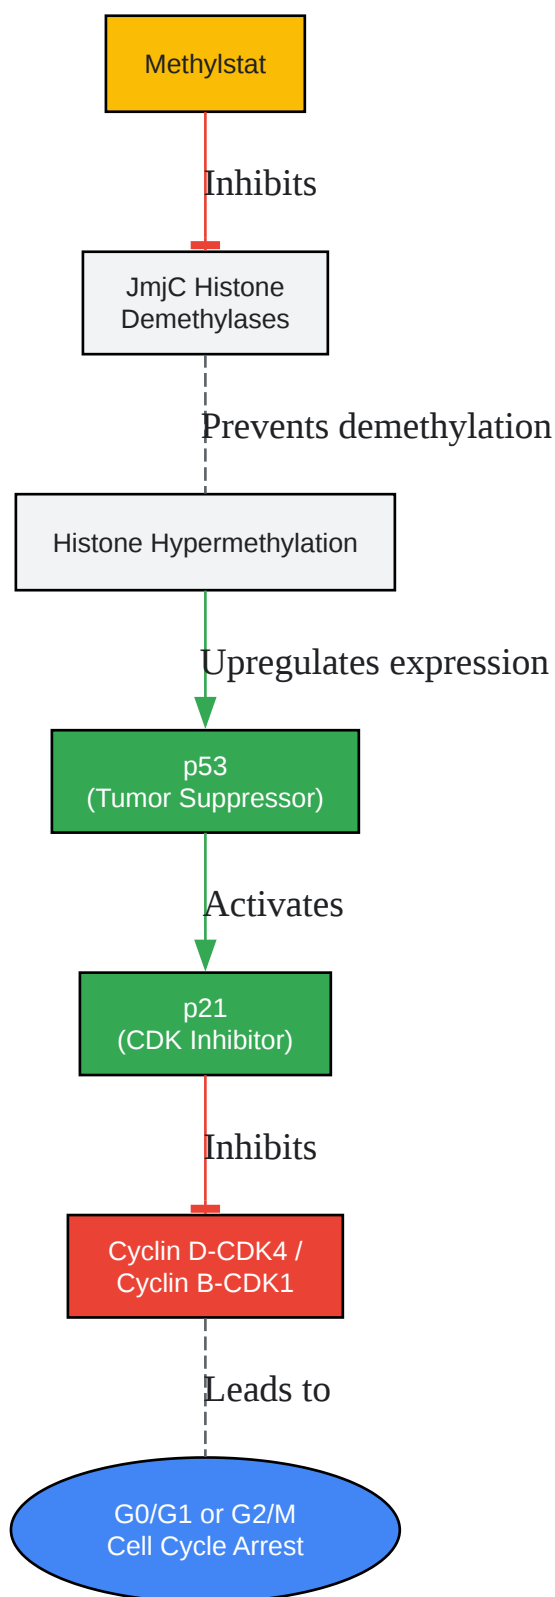 Methylstat
Inhibits
JmjC Histone
Demethylases
Prevents demethylation
Histone Hypermethylation
Upregulates expression
p53
(Tumor Suppressor)
Activates
p21
(CDK Inhibitor)
Inhibits
Cyclin D-CDK4 /
Cyclin B-CDK1
Leads to
G0/G1 or G2/M
Cell Cycle Arrest